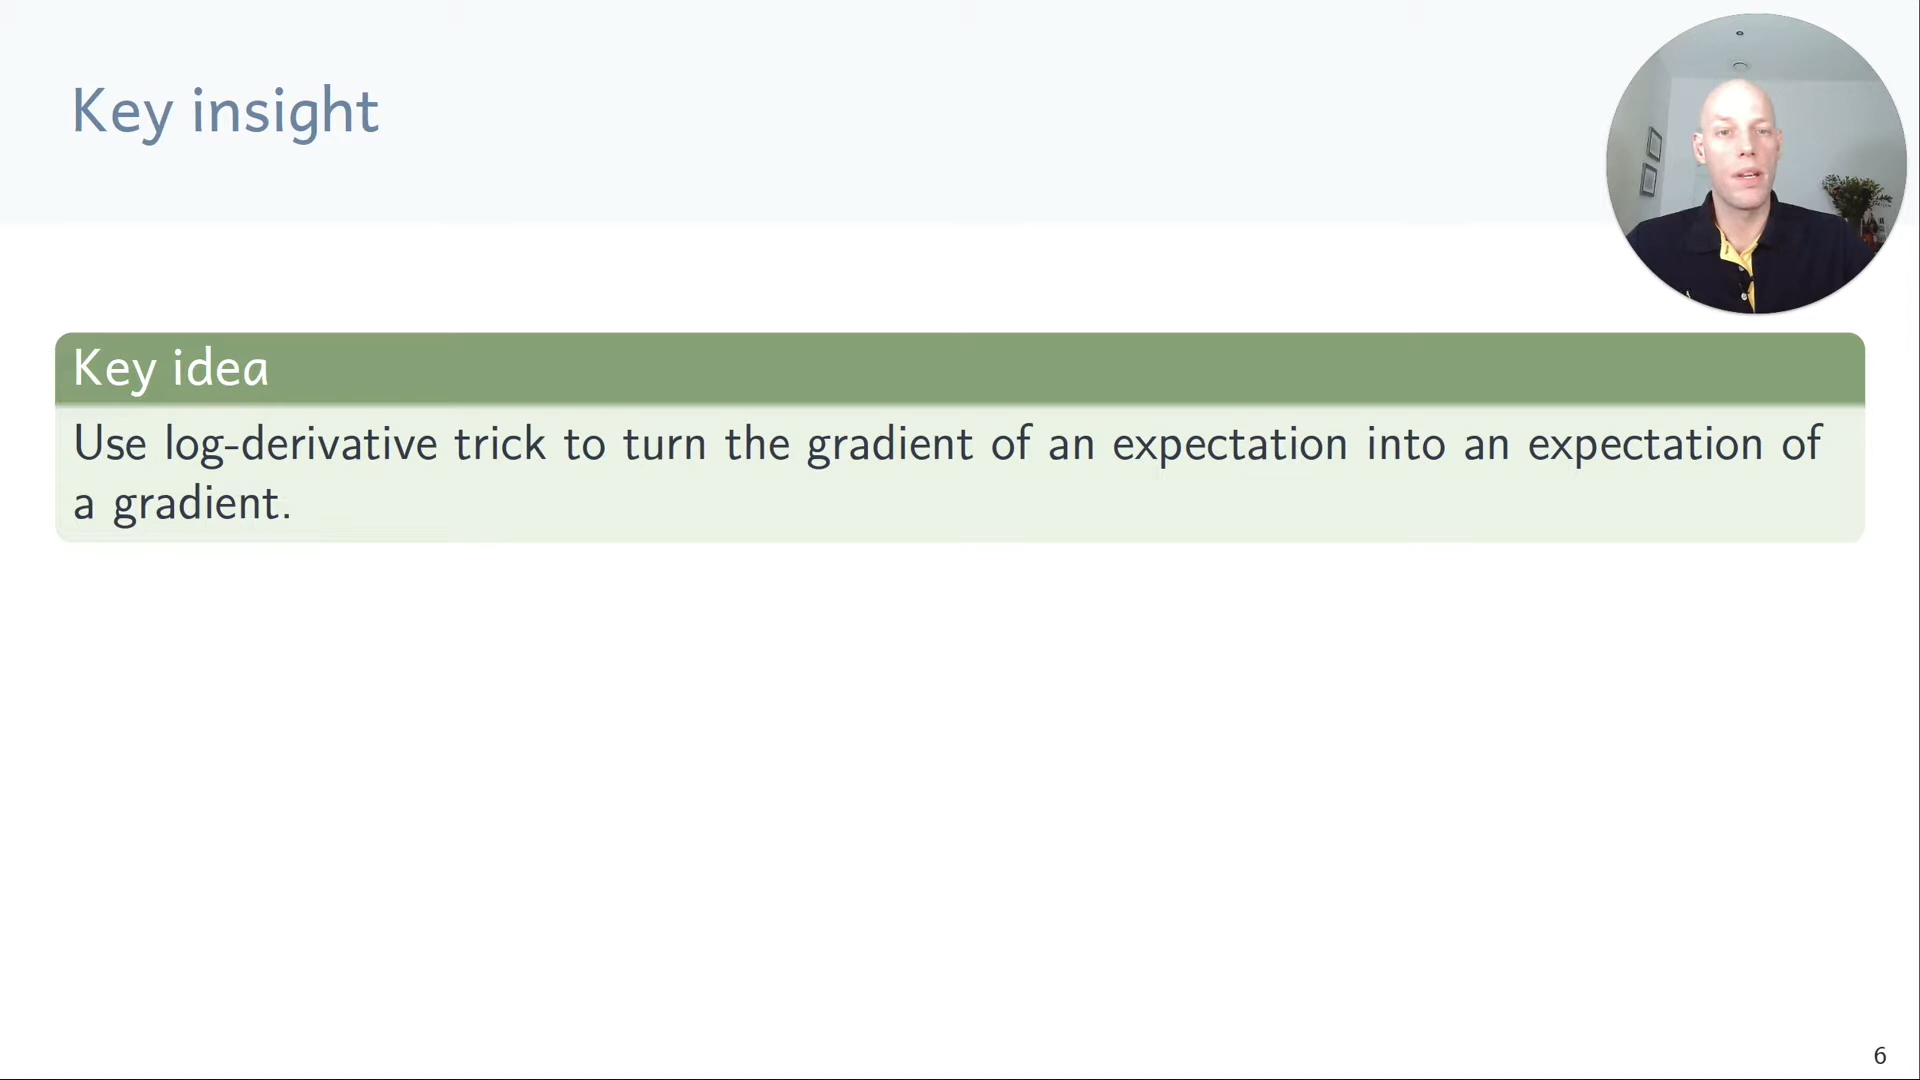 Key insight
Key idea
Use log-derivative trick to turn the gradient of an expectation into an expectation of
a gradient.
6